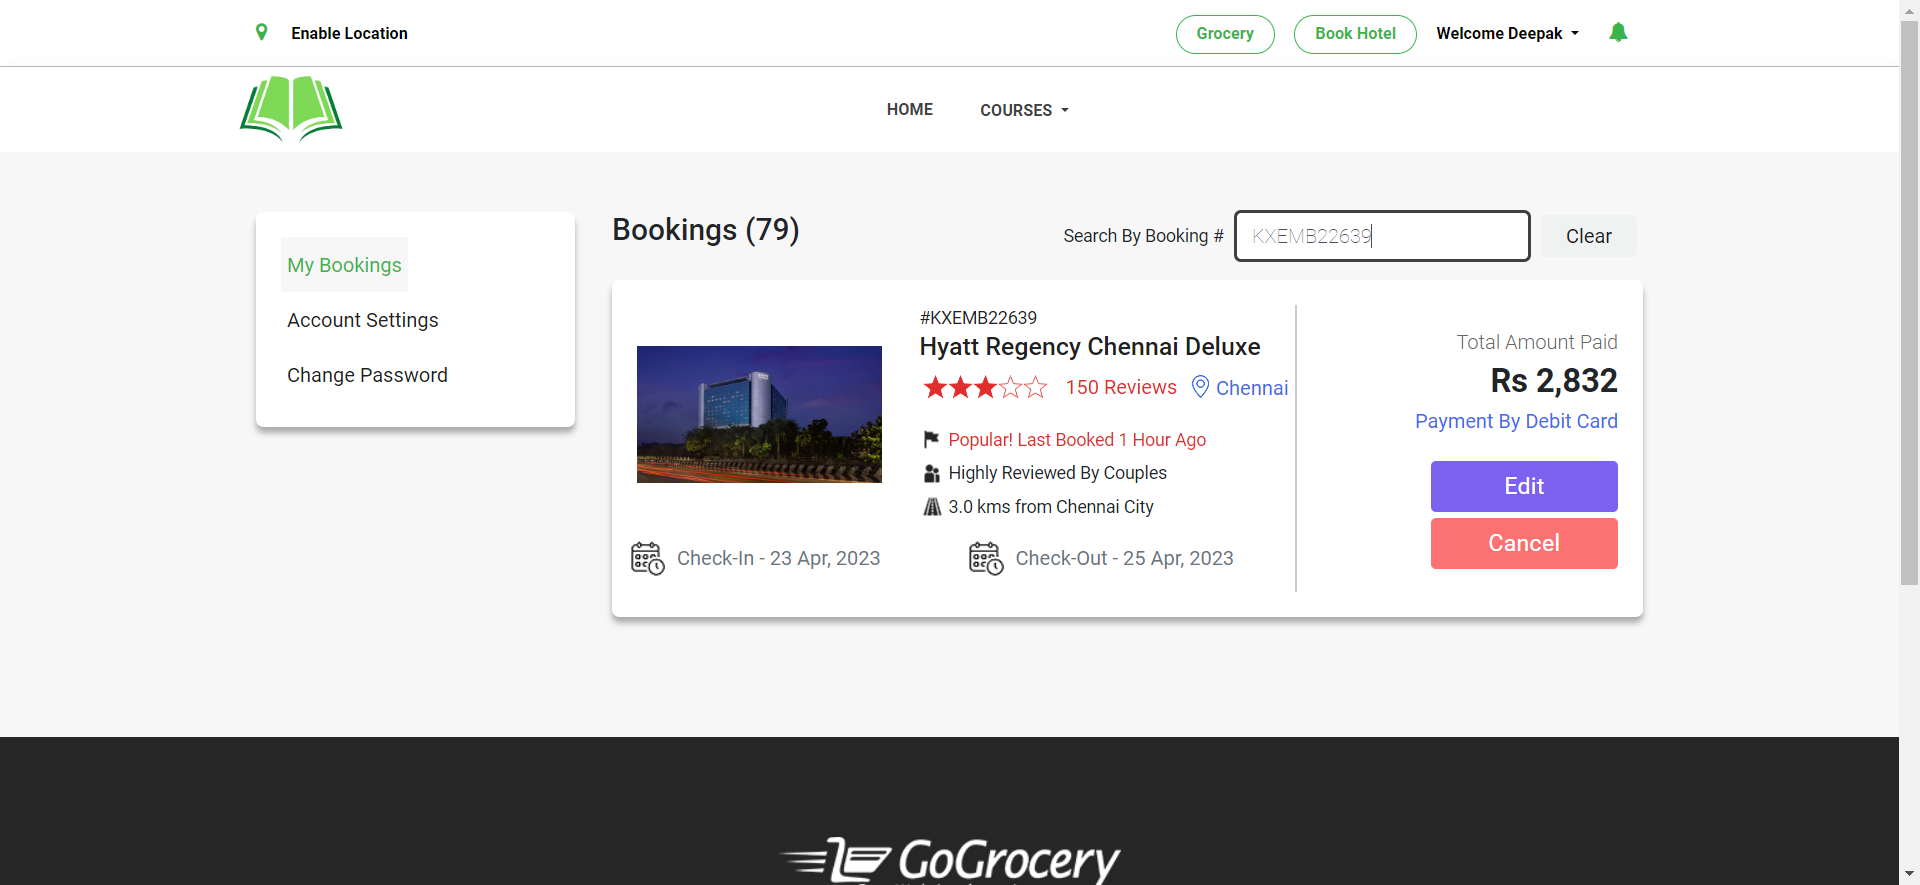 Enable Location
Grocery
Book Hotel
Welcome Deepak
HOME
COURSES
My Bookings
Account Settings
Change Password
Bookings (79)
Search By Booking #
KXEMB22639
Clear
#KXEMB22639
Hyatt Regency Chennai Deluxe
150 Reviews
Chennai
Popular! Last Booked 1 Hour Ago
Highly Reviewed By Couples
3.0 kms from Chennai City
Check-In - 23 Apr, 2023
Check-Out - 25 Apr, 2023
Total Amount Paid
Rs 2,832
Payment By Debit Card
Edit
Cancel
GoGrocery